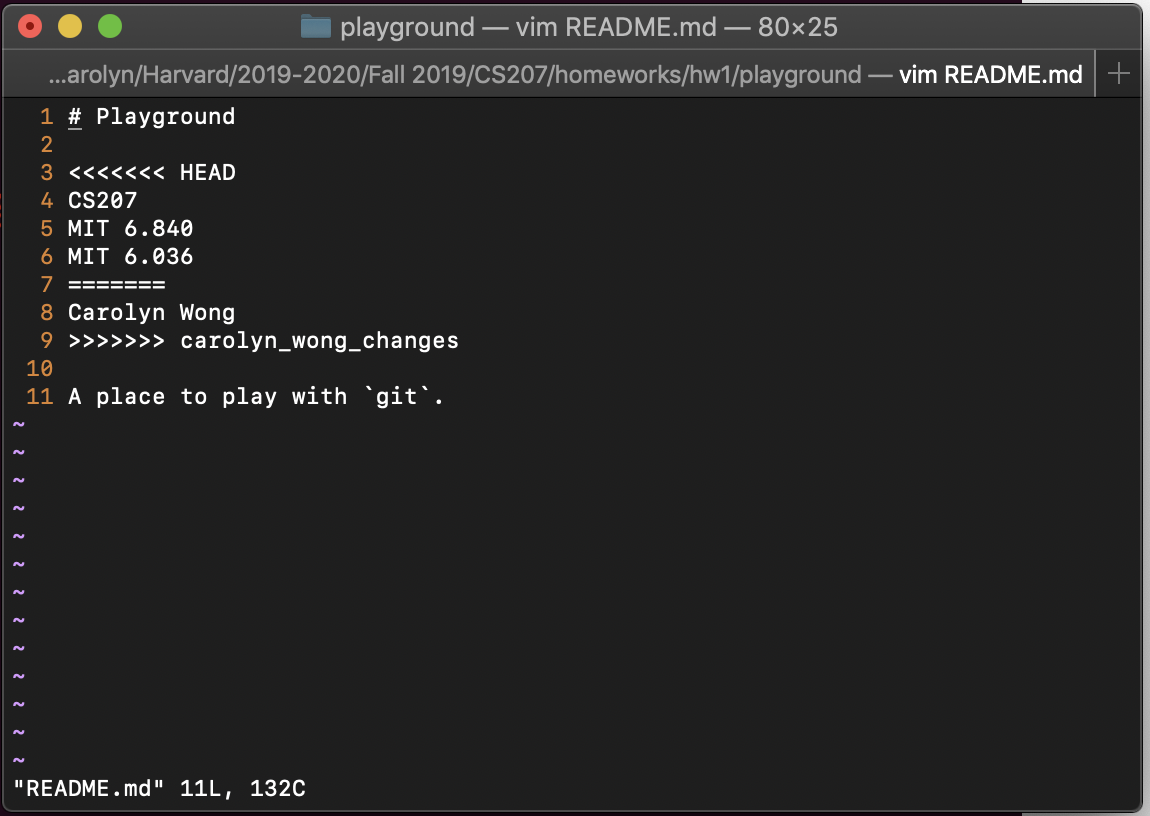 playground — vim README.md — 80×25
...arolyn/Harvard/2019-2020/Fall 2019/CS207/homeworks/hw1/playground — vim README.md +
1 # Playground
2
3 <<<<<<< HEAD
4 CS207
5 MIT 6.840
6 MIT 6.036
7 =======
8 Carolyn Wong
9 >>>>>>> carolyn_wong_changes
10
11 A place to play with `git`.
~
~
~
~
~
~
~
~
~
~
~
~
~
"README.md" 11L, 132C